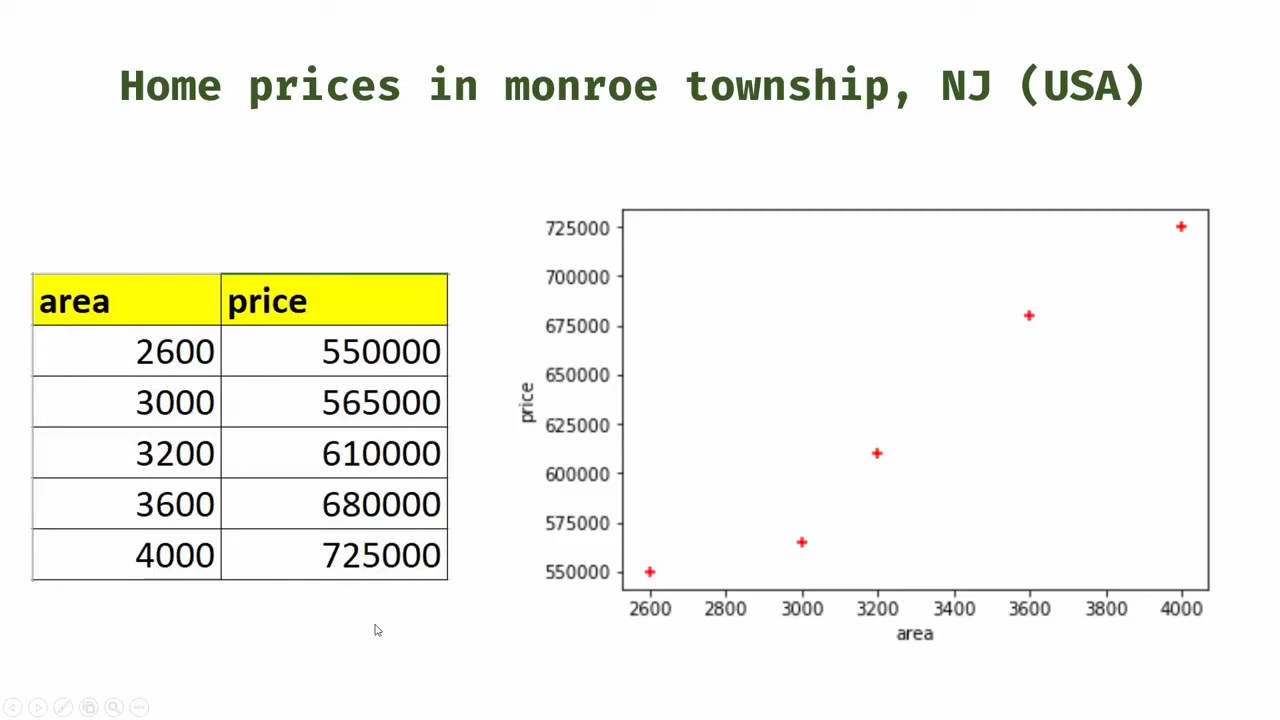 Home prices in monroe township, NJ (USA)
area price
2600 550000
3000 565000
3200 610000
3600 680000
4000 725000
725000
700000
675000
650000
625000
600000
575000
550000
price
2600 2800 3000 3200 3400 3600 3800 4000
area